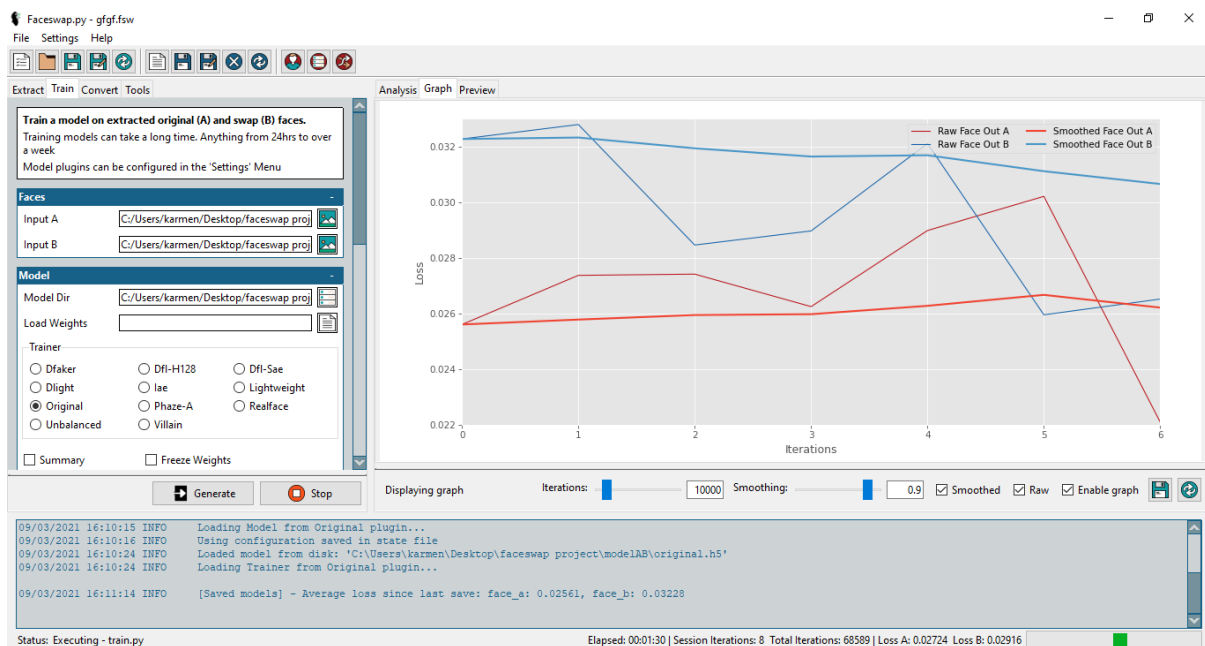 Faceswap.py - gfgf.fsw
File Settings Help
Extract Train Convert Tools
Train a model on extracted original (A) and swap (B) faces.
Training models can take a long time. Anything from 24hrs to over
a week
Model plugins can be configured in the 'Settings' Menu
Faces -
Input A C:/Users/karmen/Desktop/faceswap proj
Input B C:/Users/karmen/Desktop/faceswap proj
Model -
Model Dir C:/Users/karmen/Desktop/faceswap proj
Load Weights
Trainer
Dfaker Dfl-H128 Dfl-Sae
Dlight Iae Lightweight
Original Phaze-A Realface
Unbalanced Villain
Summary Freeze Weights
Generate Stop
Analysis Graph Preview
Raw Face Out A Smoothed Face Out A
Raw Face Out B Smoothed Face Out B
0.032
0.030
0.028
0.026
0.024
0.022
Loss
0 1 2 3 4 5 6
Iterations
Displaying graph Iterations: 10000 Smoothing: 0.9 Smoothed Raw Enable graph
09/03/2021 16:10:15 INFO Loading Model from Original plugin...
09/03/2021 16:10:16 INFO Using configuration saved in state file
09/03/2021 16:10:24 INFO Loaded model from disk: 'C:\Users\karmen\Desktop\faceswap project\modelAB\original.h5'
09/03/2021 16:10:24 INFO Loading Trainer from Original plugin...
09/03/2021 16:11:14 INFO [Saved models] - Average loss since last save: face_a: 0.02561, face_b: 0.03228
Status: Executing - train.py Elapsed: 00:01:30 | Session Iterations: 8 Total Iterations: 68589 | Loss A: 0.02724 Loss B: 0.02916